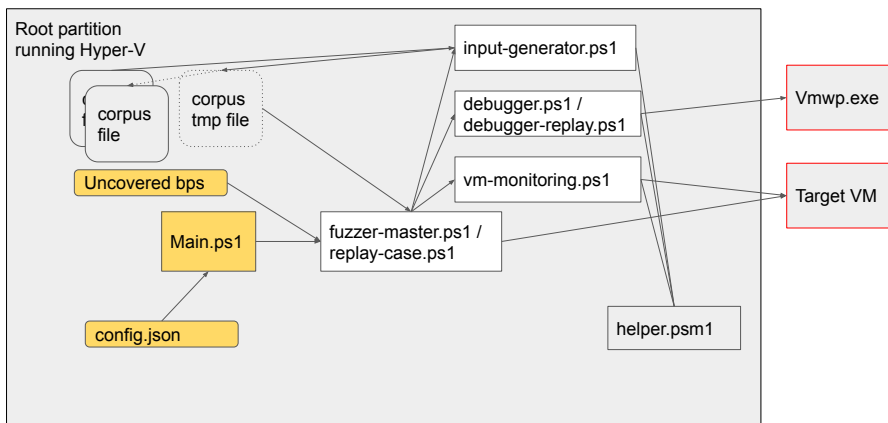 Root partition
running Hyper-V
input-generator.ps1
corpus
tmp file
corpus
file
debugger.ps1 /
debugger-replay.ps1
Vmwp.exe
Uncovered bps
vm-monitoring.ps1
Target VM
Main.ps1
fuzzer-master.ps1 /
replay-case.ps1
config.json
helper.psm1